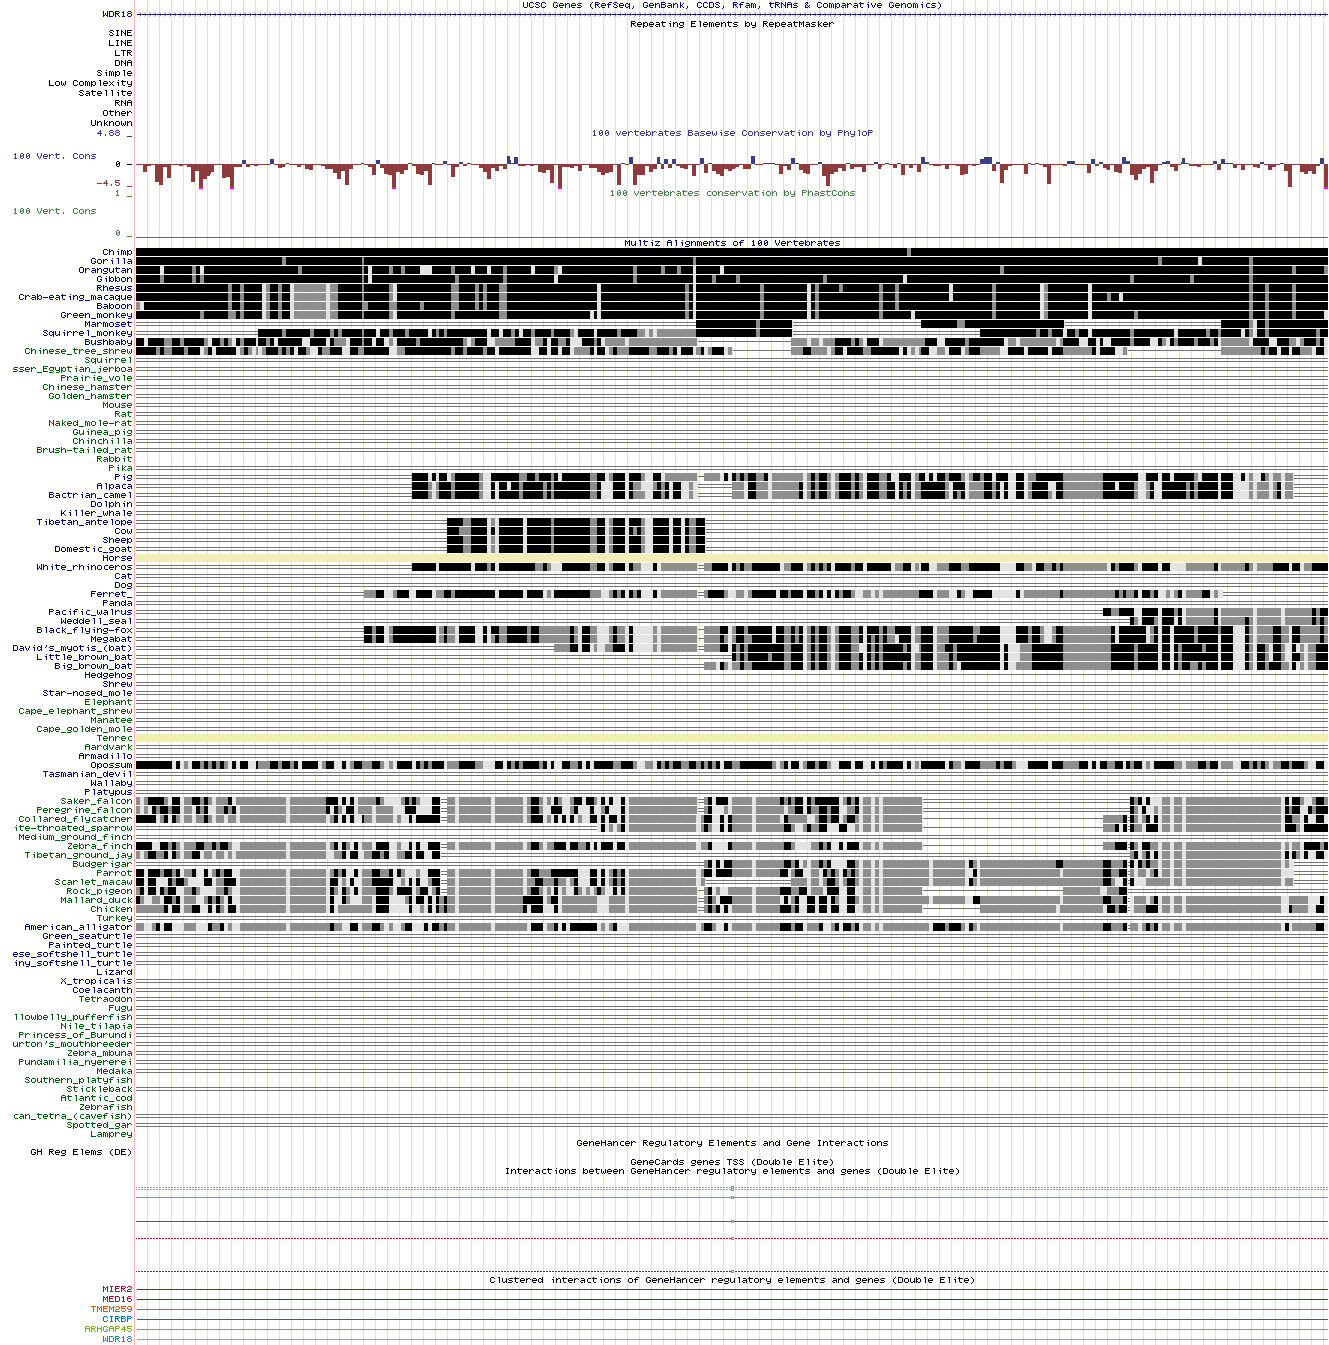 UCSC Genes (RefSeq, GenBank, CCDS, Rfam, tRNAs & Comparative Genomics)
WDR18
Repeating Elements by RepeatMasker
SINE
LINE
LTR
DNA
Simple
Low Complexity
Satellite
RNA
Other
Unknown
4.88 _
100 vertebrates Basewise Conservation by PhyloP
100 Vert. Cons
0 -
-4.5 _
1 _
100 vertebrates conservation by PhastCons
100 Vert. Cons
0 _
Multiz Alignments of 100 Vertebrates
Chimp
Gorilla
Orangutan
Gibbon
Rhesus
Crab-eating_macaque
Baboon
Green_monkey
Marmoset
Squirrel_monkey
Bushbaby
Chinese_tree_shrew
Squirrel
sser_Egyptian_jerboa
Prairie_vole
Chinese_hamster
Golden_hamster
Mouse
Rat
Naked_mole-rat
Guinea_pig
Chinchilla
Brush-tailed_rat
Rabbit
Pika
Pig
Alpaca
Bactrian_camel
Dolphin
Killer_whale
Tibetan_antelope
Cow
Sheep
Domestic_goat
Horse
White_rhinoceros
Cat
Dog
Ferret_
Panda
Pacific_walrus
Weddell_seal
Black_flying-fox
Megabat
David's_myotis_(bat)
Little_brown_bat
Big_brown_bat
Hedgehog
Shrew
Star-nosed_mole
Elephant
Cape_elephant_shrew
Manatee
Cape_golden_mole
Tenrec
Aardvark
Armadillo
Opossum
Tasmanian_devil
Wallaby
Platypus
Saker_falcon
Peregrine_falcon
Collared_flycatcher
ite-throated_sparrow
Medium_ground_finch
Zebra_finch
Tibetan_ground_jay
Budgerigar
Parrot
Scarlet_macaw
Rock_pigeon
Mallard_duck
Chicken
Turkey
American_alligator
Green_seaturtle
Painted_turtle
ese_softshell_turtle
iny_softshell_turtle
Lizard
X_tropicalis
Coelacanth
Tetraodon
Fugu
llowbelly_pufferfish
Nile_tilapia
Princess_of_Burundi
urton's_mouthbreeder
Zebra_mbuna
Pundamilia_nyererei
Medaka
Southern_platyfish
Stickleback
Atlantic_cod
Zebrafish
can_tetra_(cavefish)
Spotted_gar
Lamprey
GeneHancer Regulatory Elements and Gene Interactions
GH Reg Elems (DE)
GeneCards genes TSS (Double Elite)
Interactions between GeneHancer regulatory elements and genes (Double Elite)
Clustered interactions of GeneHancer regulatory elements and genes (Double Elite)
MIER2
MED16
TMEM259
CIRBP
ARHGAP45
WDR18